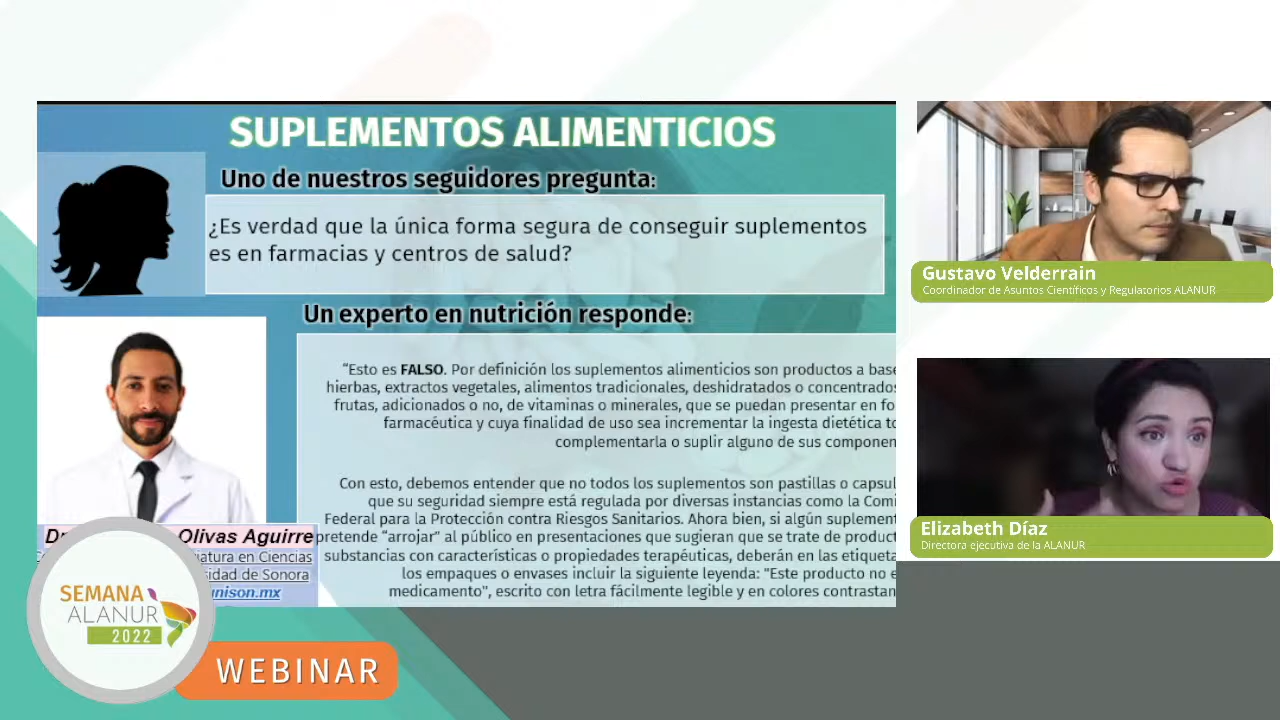 SUPLEMENTOS ALIMENTICIOS
Uno de nuestros seguidores pregunta:
¿Es verdad que la única forma segura de conseguir suplementos
es en farmacias y centros de salud?
Un experto en nutrición responde:
“Esto es FALSO. Por definición los suplementos alimenticios son productos a base
hierbas, extractos vegetales, alimentos tradicionales, deshidratados o concentrados
frutas, adicionados o no, de vitaminas o minerales, que se puedan presentar en fo
farmacéutica y cuya finalidad de uso sea incrementar la ingesta dietética to
complementarla o suplir alguno de sus componen
Con esto, debemos entender que no todos los suplementos son pastillas o capsul
que su seguridad siempre está regulada por diversas instancias como la Comi
Federal para la Protección contra Riesgos Sanitarios. Ahora bien, si algún suplement
pretende “arrojar” al público en presentaciones que sugieran que se trate de product
substancias con características o propiedades terapéuticas, deberán en las etiqueta
los empaques o envases incluir la siguiente leyenda: "Este producto no e
medicamento", escrito con letra fácilmente legible y en colores contrastan
Olivas Aguirre
iatura en Ciencias
sidad de Sonora
unison.mx
Gustavo Velderrain
Coordinador de Asuntos Científicos y Regulatorios ALANUR
Elizabeth Díaz
Directora ejecutiva de la ALANUR
SEMANA
ALANUR
2022
WEBINAR